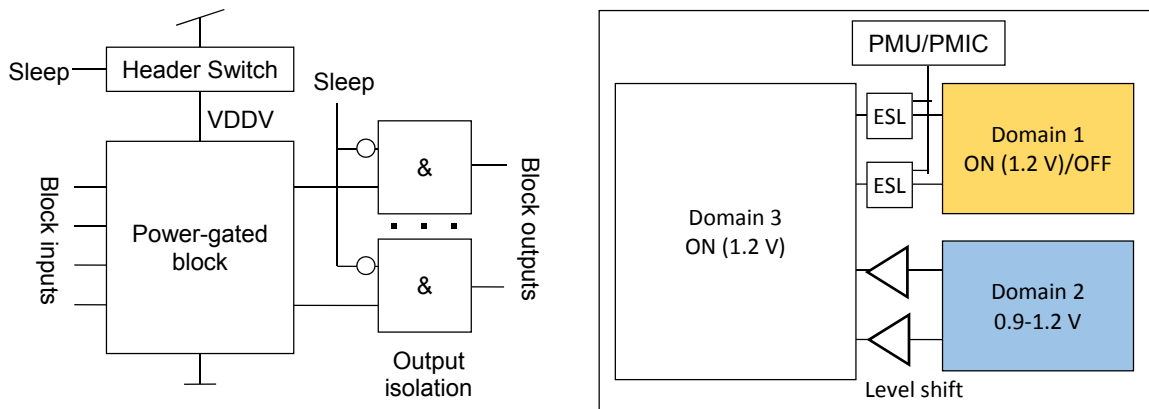 Sleep
Header Switch
VDDV
Sleep
Block inputs
Power-gated
block
&
&
Block outputs
Output
isolation
PMU/PMIC
Domain 3
ON (1.2 V)
ESL
ESL
Domain 1
ON (1.2 V)/OFF
Domain 2
0.9-1.2 V
Level shift